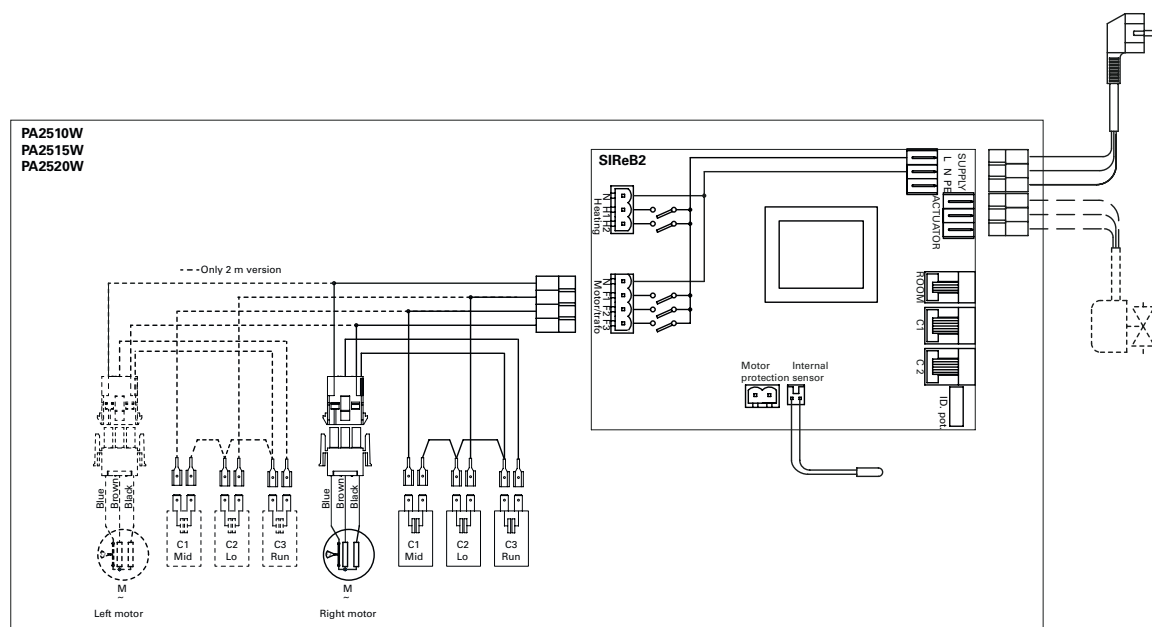 PA2510W
PA2515W
PA2520W
SIReB2
SUPPLY
L N PE
ACTUATOR
N H1 H2
Heating
N F1 F2 F3
Motor/trafo
ROOM
C1
C 2
ID. pot.
Motor protection
Internal sensor
---Only 2 m version
Blue
Brown
Black
C1
Mid
C2
Lo
C3
Run
M
~
Left motor
Blue
Brown
Black
C1
Mid
C2
Lo
C3
Run
M
~
Right motor